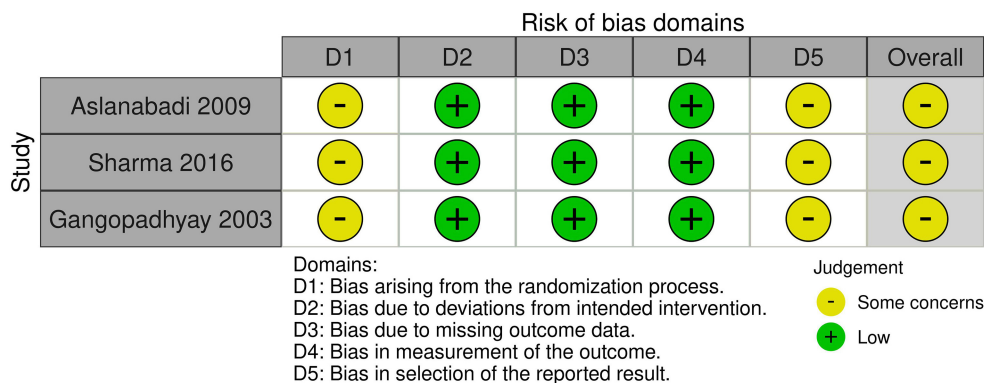 Risk of bias domains
D1 D2 D3 D4 D5 Overall
Study
Aslanabadi 2009 - + + + - -
Sharma 2016 - + + + - -
Gangopadhyay 2003 - + + + - -
Domains:
D1: Bias arising from the randomization process.
D2: Bias due to deviations from intended intervention.
D3: Bias due to missing outcome data.
D4: Bias in measurement of the outcome.
D5: Bias in selection of the reported result.
Judgement
- Some concerns
+ Low